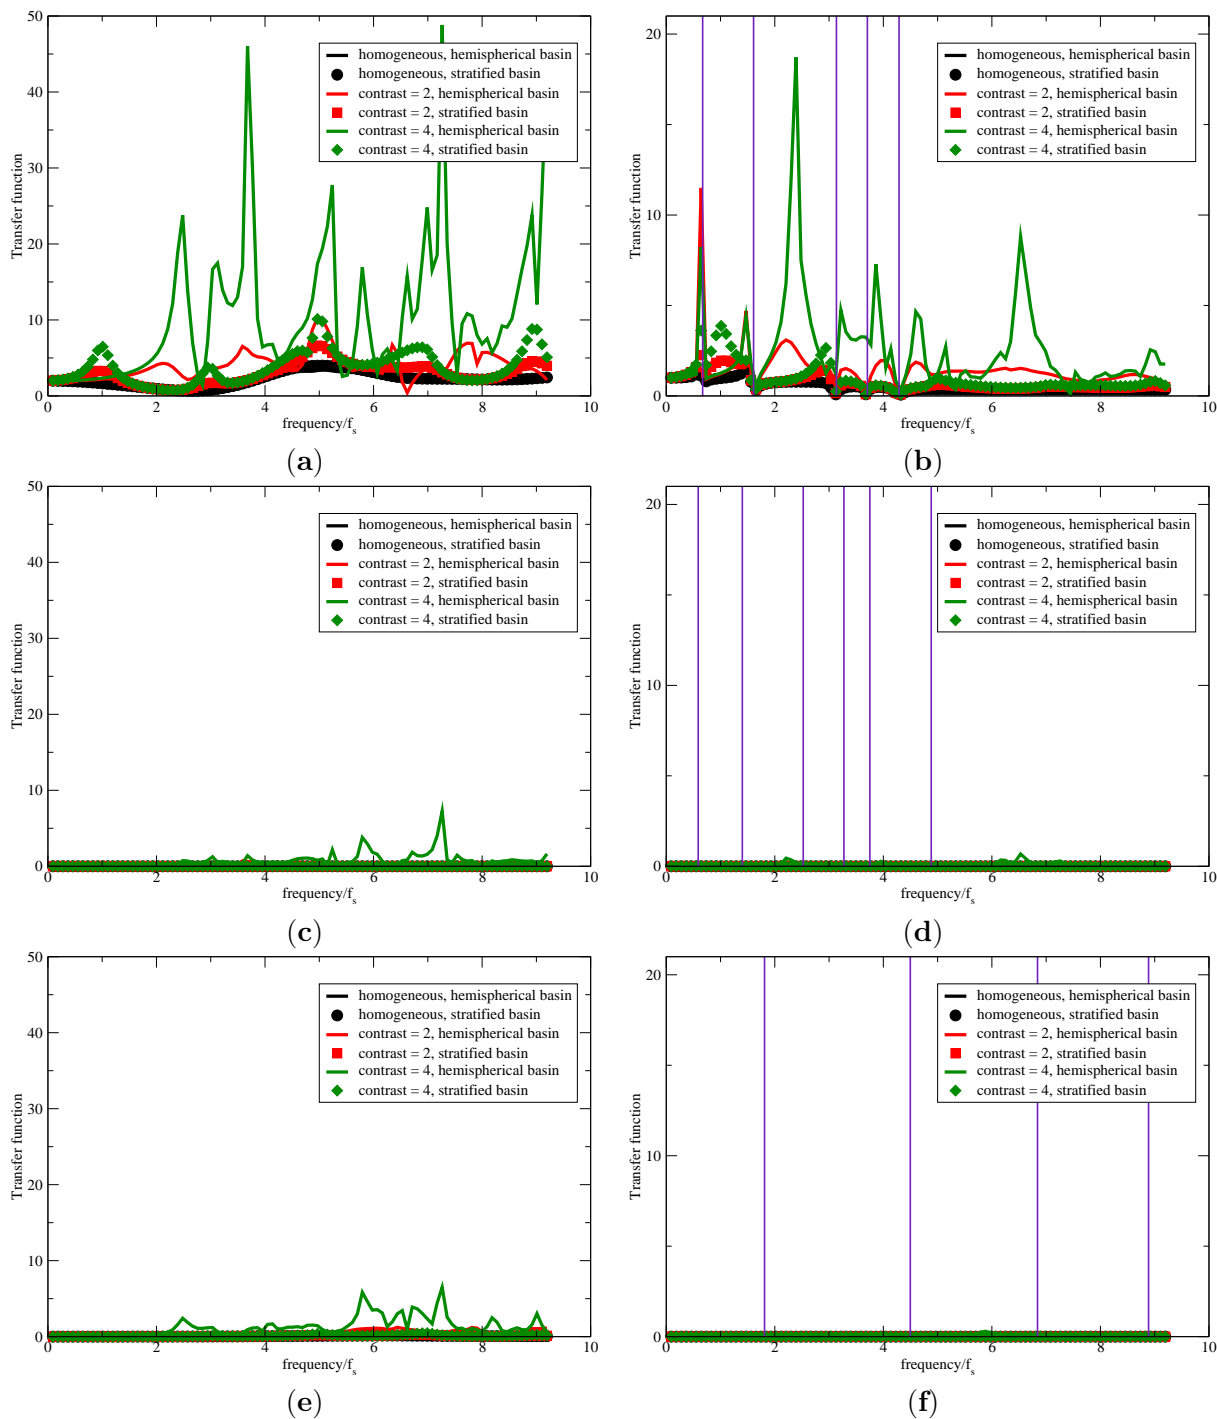 50
40
30
20
10
0
Transfer function
homogeneous, hemispherical basin
homogeneous, stratified basin
contrast = 2, hemispherical basin
contrast = 2, stratified basin
contrast = 4, hemispherical basin
contrast = 4, stratified basin
0 2 4 6 8 10
frequency/f_s
(a)
20
10
0
Transfer function
homogeneous, hemispherical basin
homogeneous, stratified basin
contrast = 2, hemispherical basin
contrast = 2, stratified basin
contrast = 4, hemispherical basin
contrast = 4, stratified basin
0 2 4 6 8 10
frequency/f_s
(b)
50
40
30
20
10
0
Transfer function
homogeneous, hemispherical basin
homogeneous, stratified basin
contrast = 2, hemispherical basin
contrast = 2, stratified basin
contrast = 4, hemispherical basin
contrast = 4, stratified basin
0 2 4 6 8 10
frequency/f_s
(c)
20
10
0
Transfer function
homogeneous, hemispherical basin
homogeneous, stratified basin
contrast = 2, hemispherical basin
contrast = 2, stratified basin
contrast = 4, hemispherical basin
contrast = 4, stratified basin
0 2 4 6 8 10
frequency/f_s
(d)
50
40
30
20
10
0
Transfer function
homogeneous, hemispherical basin
homogeneous, stratified basin
contrast = 2, hemispherical basin
contrast = 2, stratified basin
contrast = 4, hemispherical basin
contrast = 4, stratified basin
0 2 4 6 8 10
frequency/f_s
(e)
20
10
0
Transfer function
homogeneous, hemispherical basin
homogeneous, stratified basin
contrast = 2, hemispherical basin
contrast = 2, stratified basin
contrast = 4, hemispherical basin
contrast = 4, stratified basin
0 2 4 6 8 10
frequency/f_s
(f)